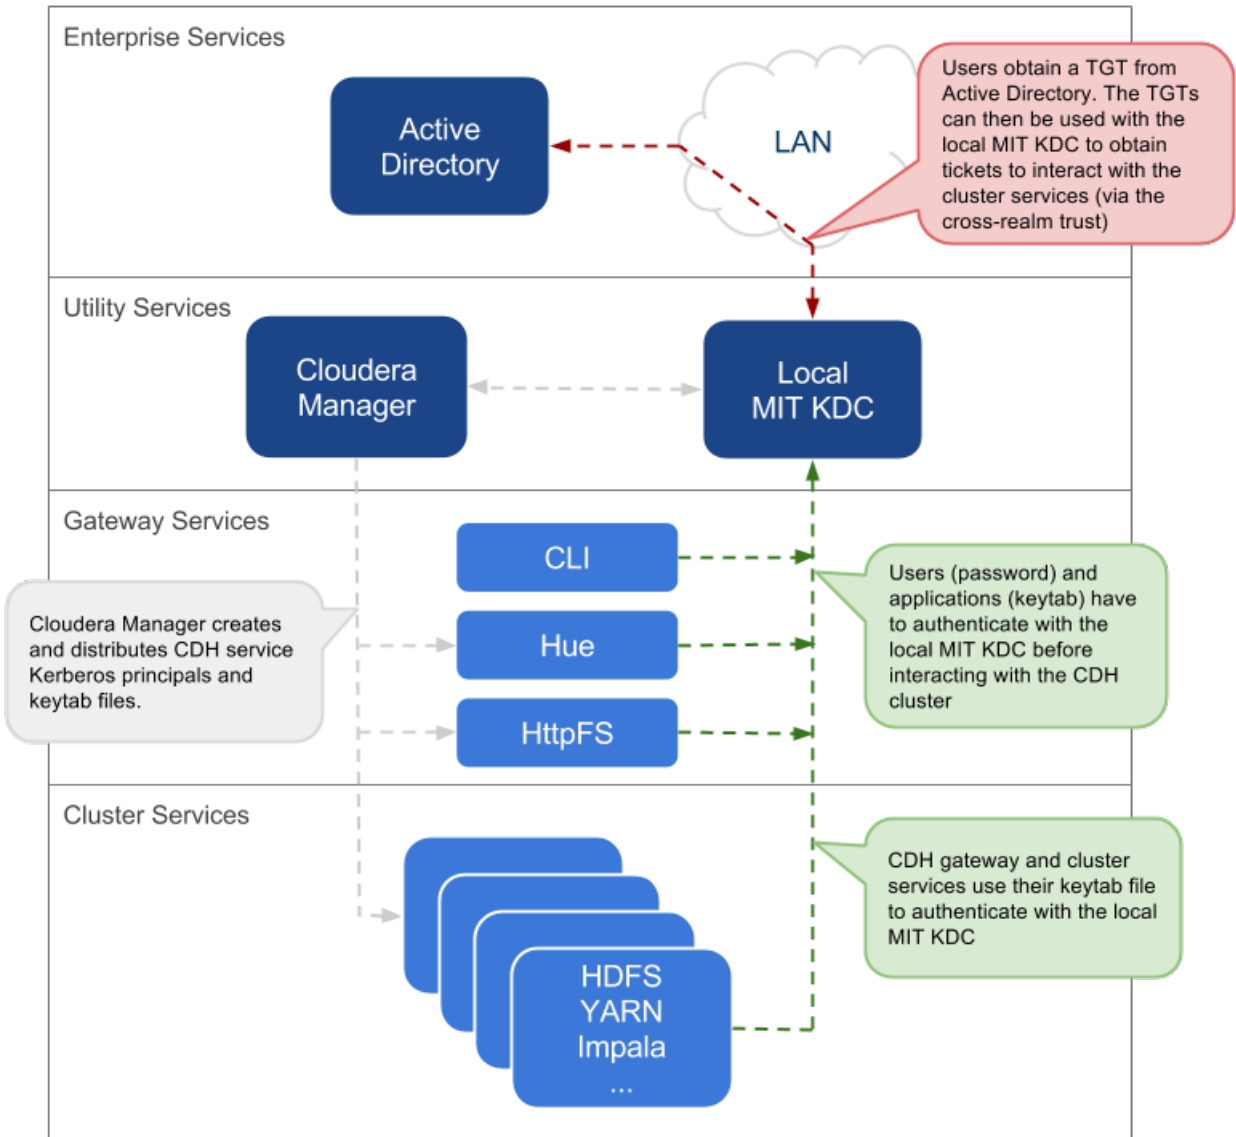 Enterprise Services
Active
Directory
LAN
Users obtain a TGT from
Active Directory. The TGTs
can then be used with the
local MIT KDC to obtain
tickets to interact with the
cluster services (via the
cross-realm trust)
Utility Services
Cloudera
Manager
Local
MIT KDC
Gateway Services
CLI
Hue
HttpFS
Cloudera Manager creates
and distributes CDH service
Kerberos principals and
keytab files.
Users (password) and
applications (keytab) have
to authenticate with the
local MIT KDC before
interacting with the CDH
cluster
Cluster Services
HDFS
YARN
Impala
...
CDH gateway and cluster
services use their keytab file
to authenticate with the local
MIT KDC